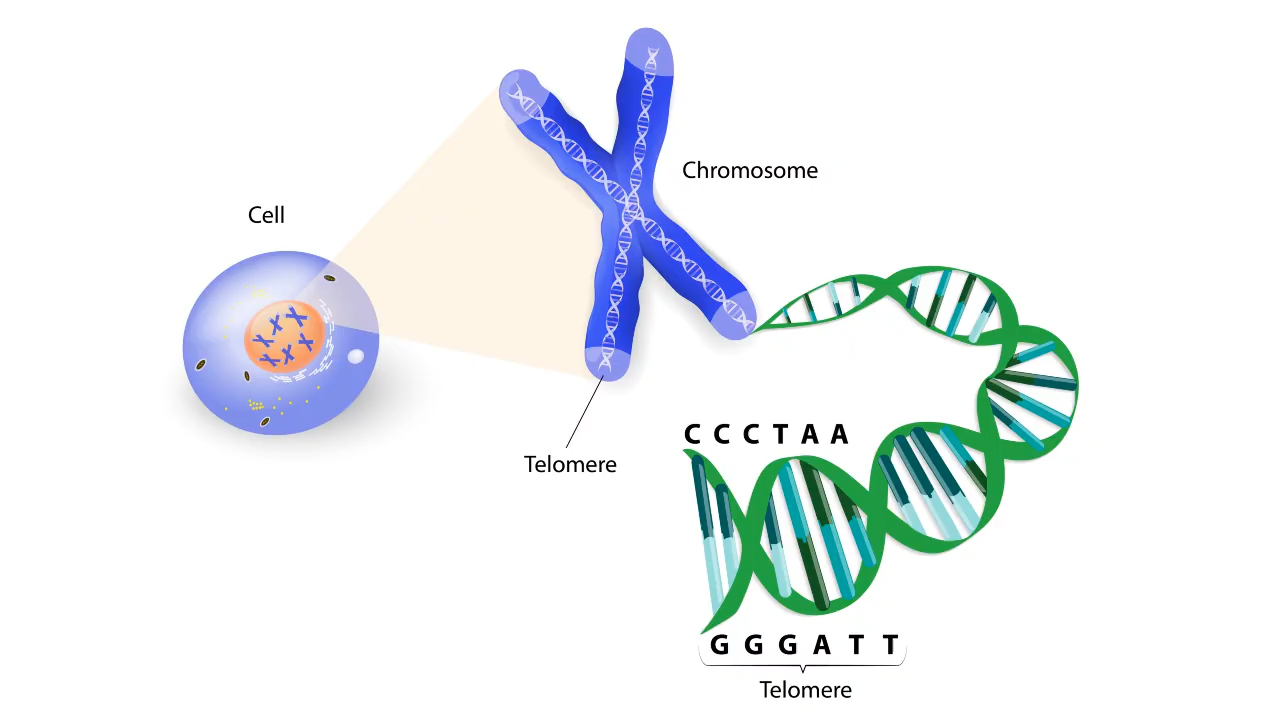 Chromosome
Cell
Telomere
C C C T A A
G G G A T T
Telomere